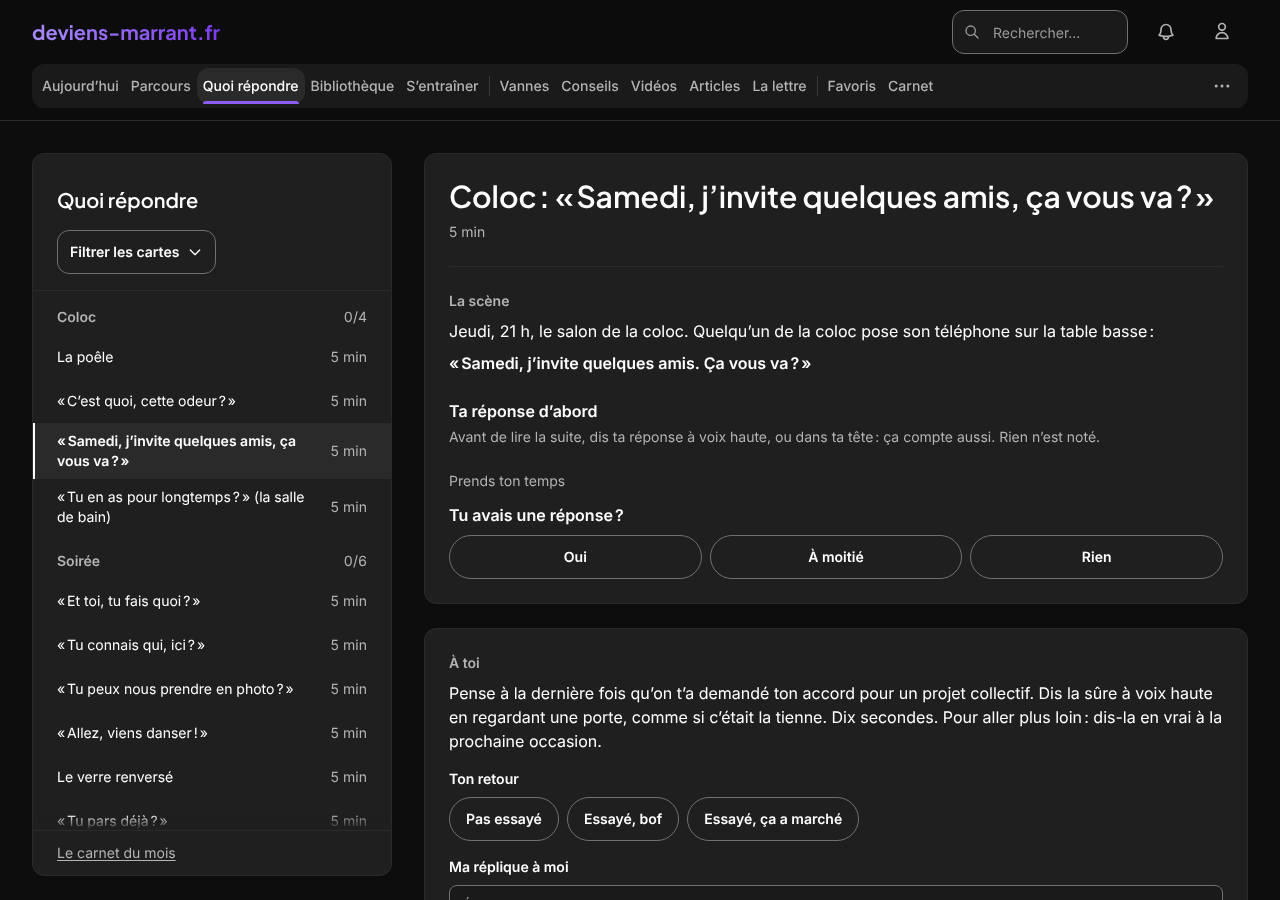 deviens-marrant.fr
Rechercher...
Aujourd’hui Parcours Quoi répondre Bibliothèque S’entraîner Vannes Conseils Vidéos Articles La lettre Favoris Carnet
Quoi répondre
Filtrer les cartes
Coloc 0/4
La poêle 5 min
« C’est quoi, cette odeur ? » 5 min
« Samedi, j’invite quelques amis, ça
vous va ? » 5 min
« Tu en as pour longtemps ? » (la salle
de bain) 5 min
Soirée 0/6
« Et toi, tu fais quoi ? » 5 min
« Tu connais qui, ici ? » 5 min
« Tu peux nous prendre en photo ? » 5 min
« Allez, viens danser ! » 5 min
Le verre renversé 5 min
« Tu pars déjà ? » 5 min
Le carnet du mois
Coloc : « Samedi, j’invite quelques amis, ça vous va ? »
5 min
La scène
Jeudi, 21 h, le salon de la coloc. Quelqu’un de la coloc pose son téléphone sur la table basse :
« Samedi, j’invite quelques amis. Ça vous va ? »
Ta réponse d’abord
Avant de lire la suite, dis ta réponse à voix haute, ou dans ta tête : ça compte aussi. Rien n’est noté.
Prends ton temps
Tu avais une réponse ?
Oui À moitié Rien
À toi
Pense à la dernière fois qu’on t’a demandé ton accord pour un projet collectif. Dis la sûre à voix haute
en regardant une porte, comme si c’était la tienne. Dix secondes. Pour aller plus loin : dis-la en vrai à la
prochaine occasion.
Ton retour
Pas essayé Essayé, bof Essayé, ça a marché
Ma réplique à moi